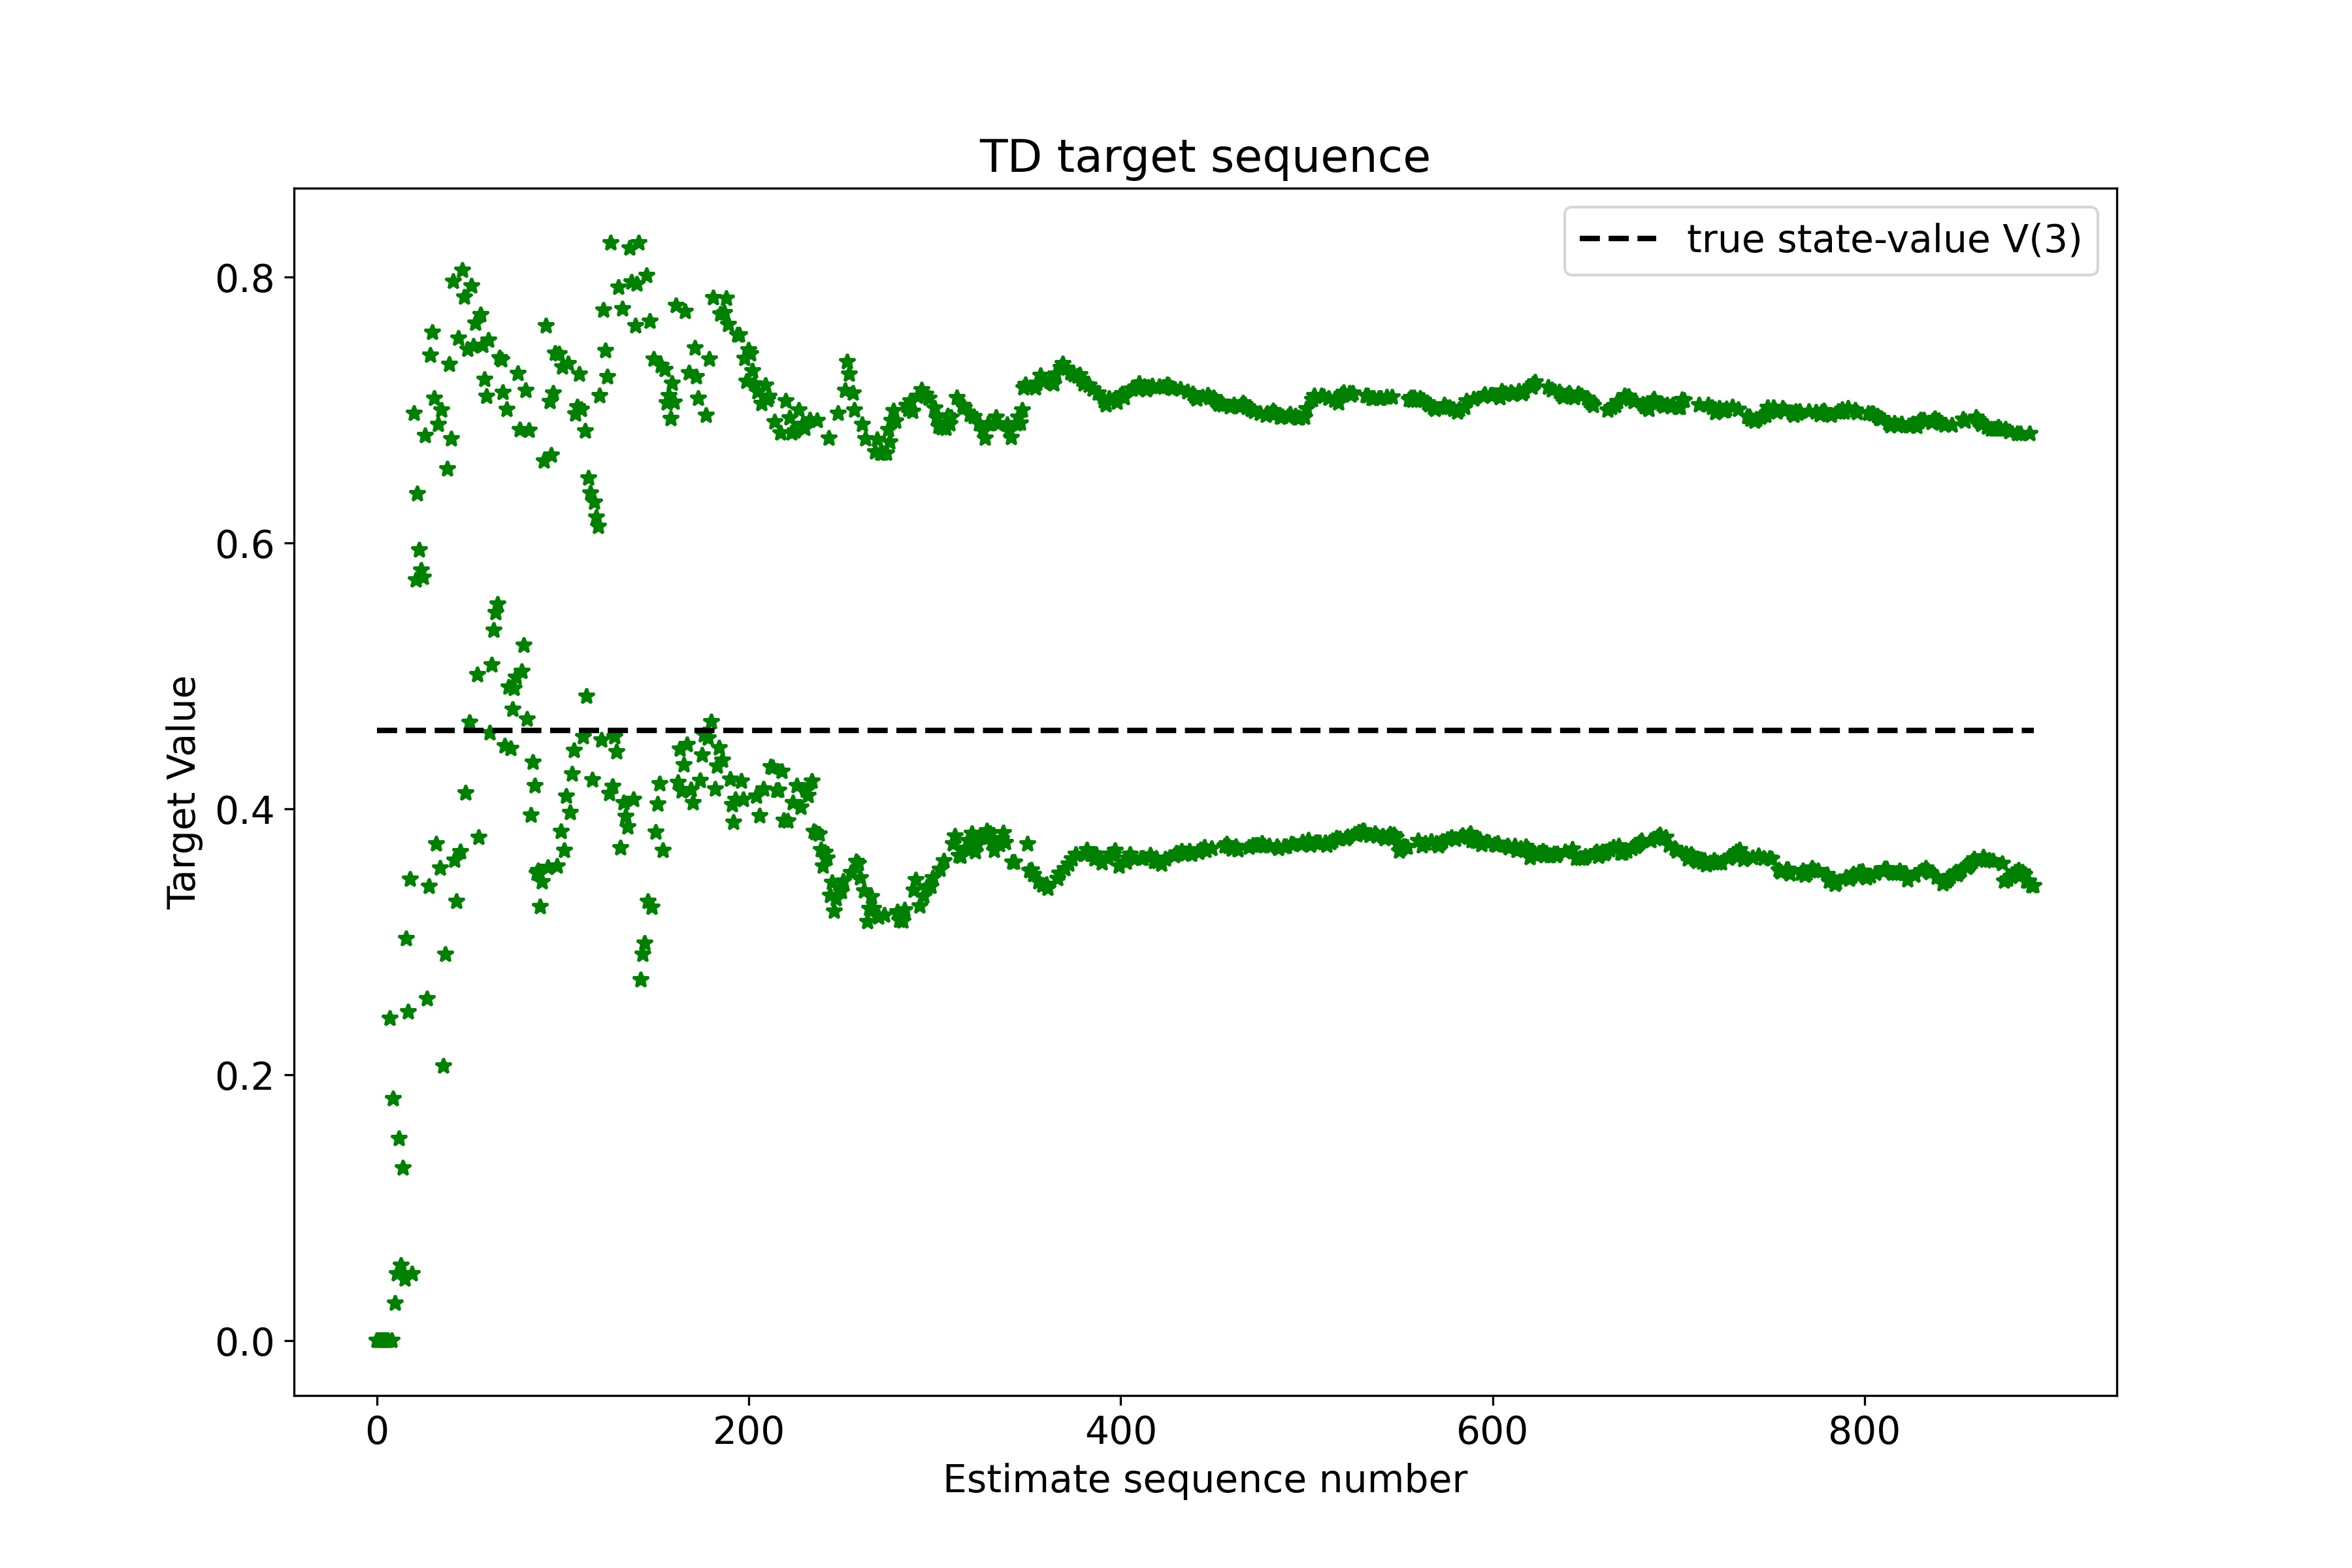 TD target sequence
true state-value V(3)
0.8
0.6
0.4
0.2
0.0
Target Value
0 200 400 600 800
Estimate sequence number